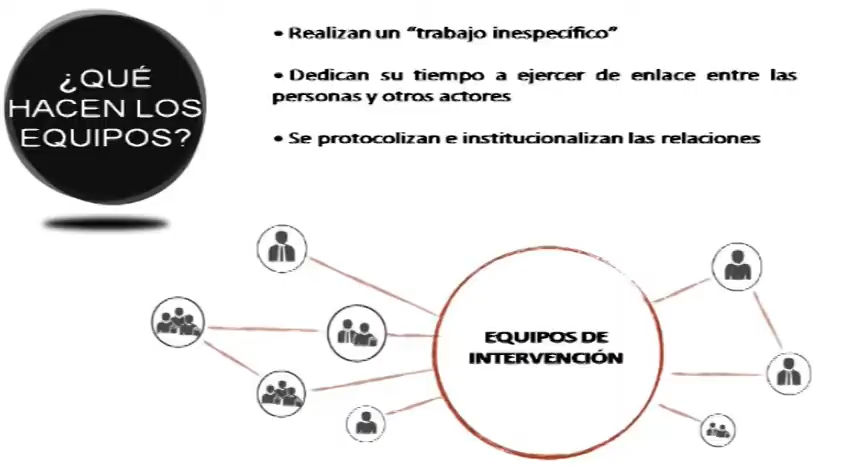 ¿QUÉ
HACEN LOS
EQUIPOS?
• Realizan un “trabajo inespecífico”
• Dedican su tiempo a ejercer de enlace entre las
personas y otros actores
• Se protocolizan e institucionalizan las relaciones
EQUIPOS DE
INTERVENCIÓN